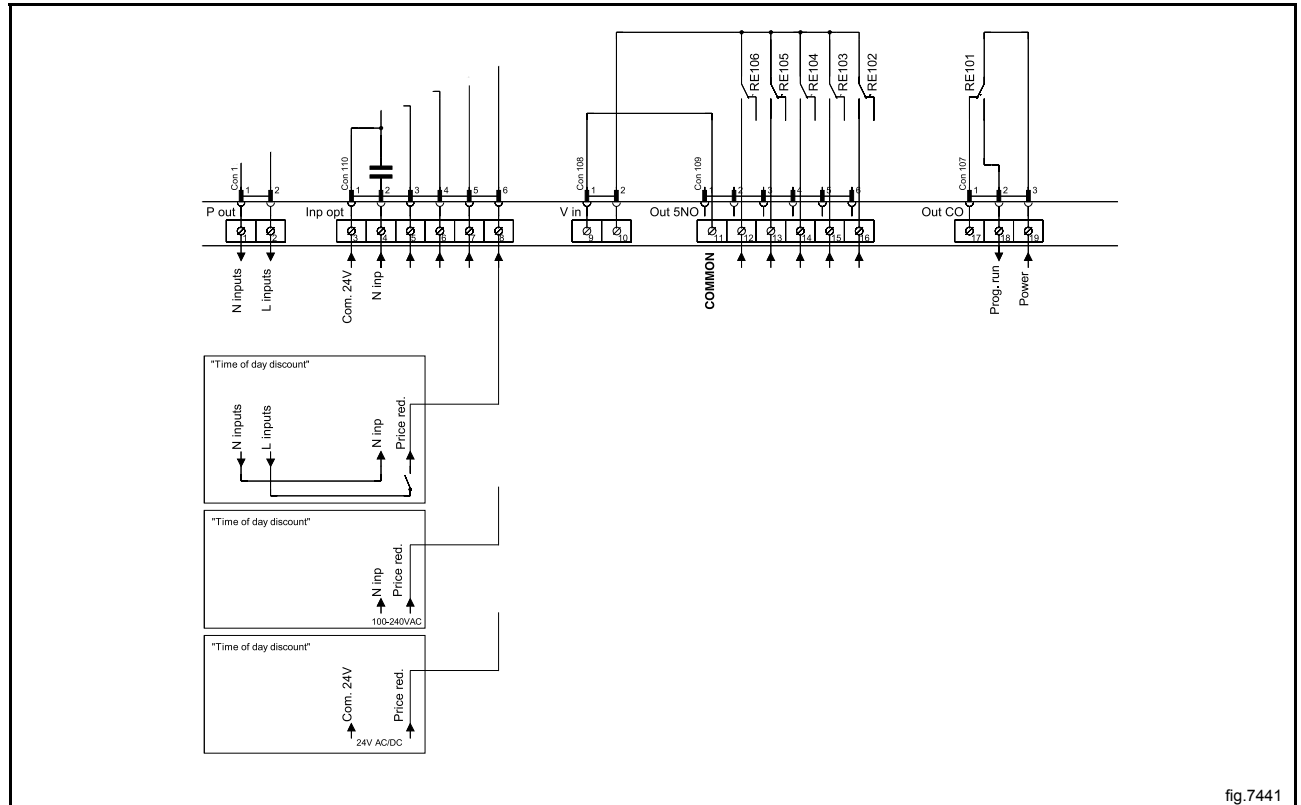 RE106
RE105
RE104
RE103
RE102
RE101
Con 1
Con 110
Con 108
Con 109
Con 107
1 2
1 2 3 4 5 6
1 2
1 2 3 4 5 6
1 2 3
P out
Inp opt
V in
Out 5NO
Out CO
1 2
3 4 5 6 7 8
9 10
11 12 13 14 15 16
17 18 19
N inputs
L inputs
Com. 24V
N inp
COMMON
Prog. run
Power
"Time of day discount"
N inputs
L inputs
N inp
Price red.
"Time of day discount"
N inp
Price red.
100-240VAC
"Time of day discount"
Com. 24V
Price red.
24V AC/DC
fig.7441